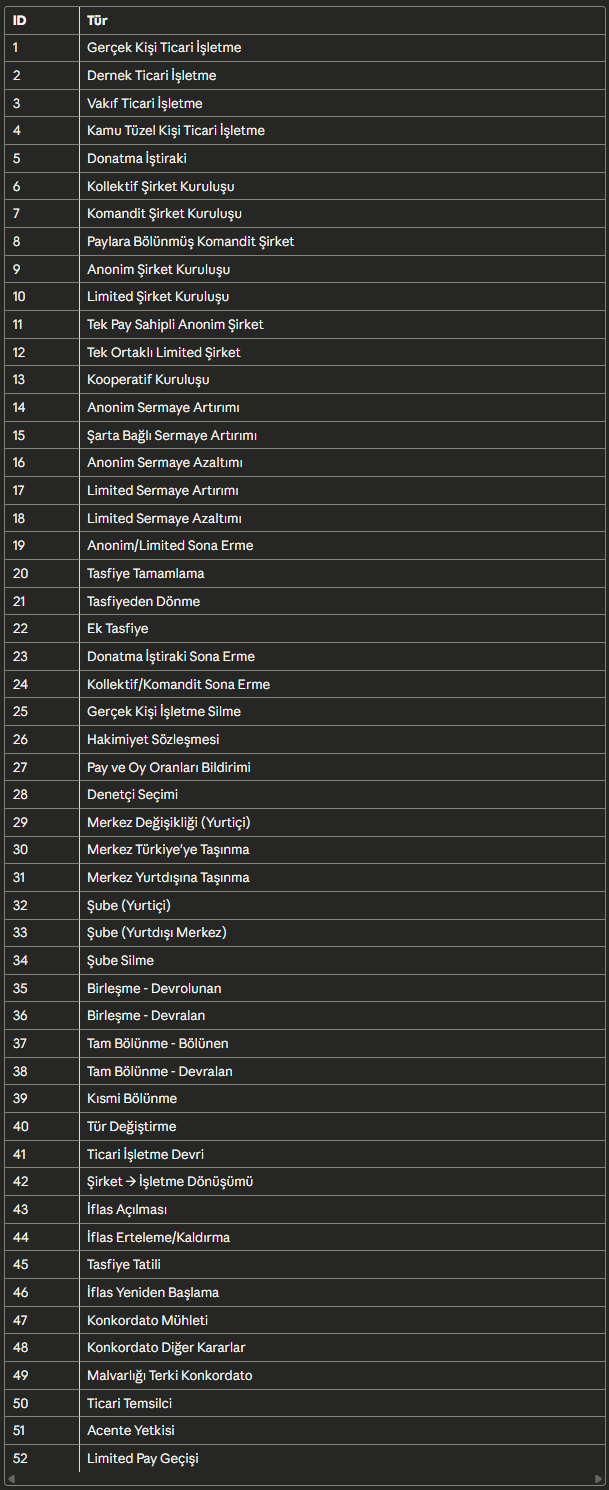 ID Tür
1 Gerçek Kişi Ticari İşletme
2 Dernek Ticari İşletme
3 Vakıf Ticari İşletme
4 Kamu Tüzel Kişi Ticari İşletme
5 Donatma İştiraki
6 Kollektif Şirket Kuruluşu
7 Komandit Şirket Kuruluşu
8 Paylara Bölünmüş Komandit Şirket
9 Anonim Şirket Kuruluşu
10 Limited Şirket Kuruluşu
11 Tek Pay Sahipli Anonim Şirket
12 Tek Ortaklı Limited Şirket
13 Kooperatif Kuruluşu
14 Anonim Sermaye Artırımı
15 Şarta Bağlı Sermaye Artırımı
16 Anonim Sermaye Azaltımı
17 Limited Sermaye Artırımı
18 Limited Sermaye Azaltımı
19 Anonim/Limited Sona Erme
20 Tasfiye Tamamlama
21 Tasfiyeden Dönme
22 Ek Tasfiye
23 Donatma İştiraki Sona Erme
24 Kollektif/Komandit Sona Erme
25 Gerçek Kişi İşletme Silme
26 Hakimiyet Sözleşmesi
27 Pay ve Oy Oranları Bildirimi
28 Denetçi Seçimi
29 Merkez Değişikliği (Yurtiçi)
30 Merkez Türkiye'ye Taşınma
31 Merkez Yurtdışına Taşınma
32 Şube (Yurtiçi)
33 Şube (Yurtdışı Merkez)
34 Şube Silme
35 Birleşme - Devrolunan
36 Birleşme - Devralan
37 Tam Bölünme - Bölünen
38 Tam Bölünme - Devralan
39 Kısmi Bölünme
40 Tür Değiştirme
41 Ticari İşletme Devri
42 Şirket → İşletme Dönüşümü
43 İflas Açılması
44 İflas Erteleme/Kaldırma
45 Tasfiye Tatili
46 İflas Yeniden Başlama
47 Konkordato Mühleti
48 Konkordato Diğer Kararlar
49 Malvarlığı Terki Konkordato
50 Ticari Temsilci
51 Acente Yetkisi
52 Limited Pay Geçişi